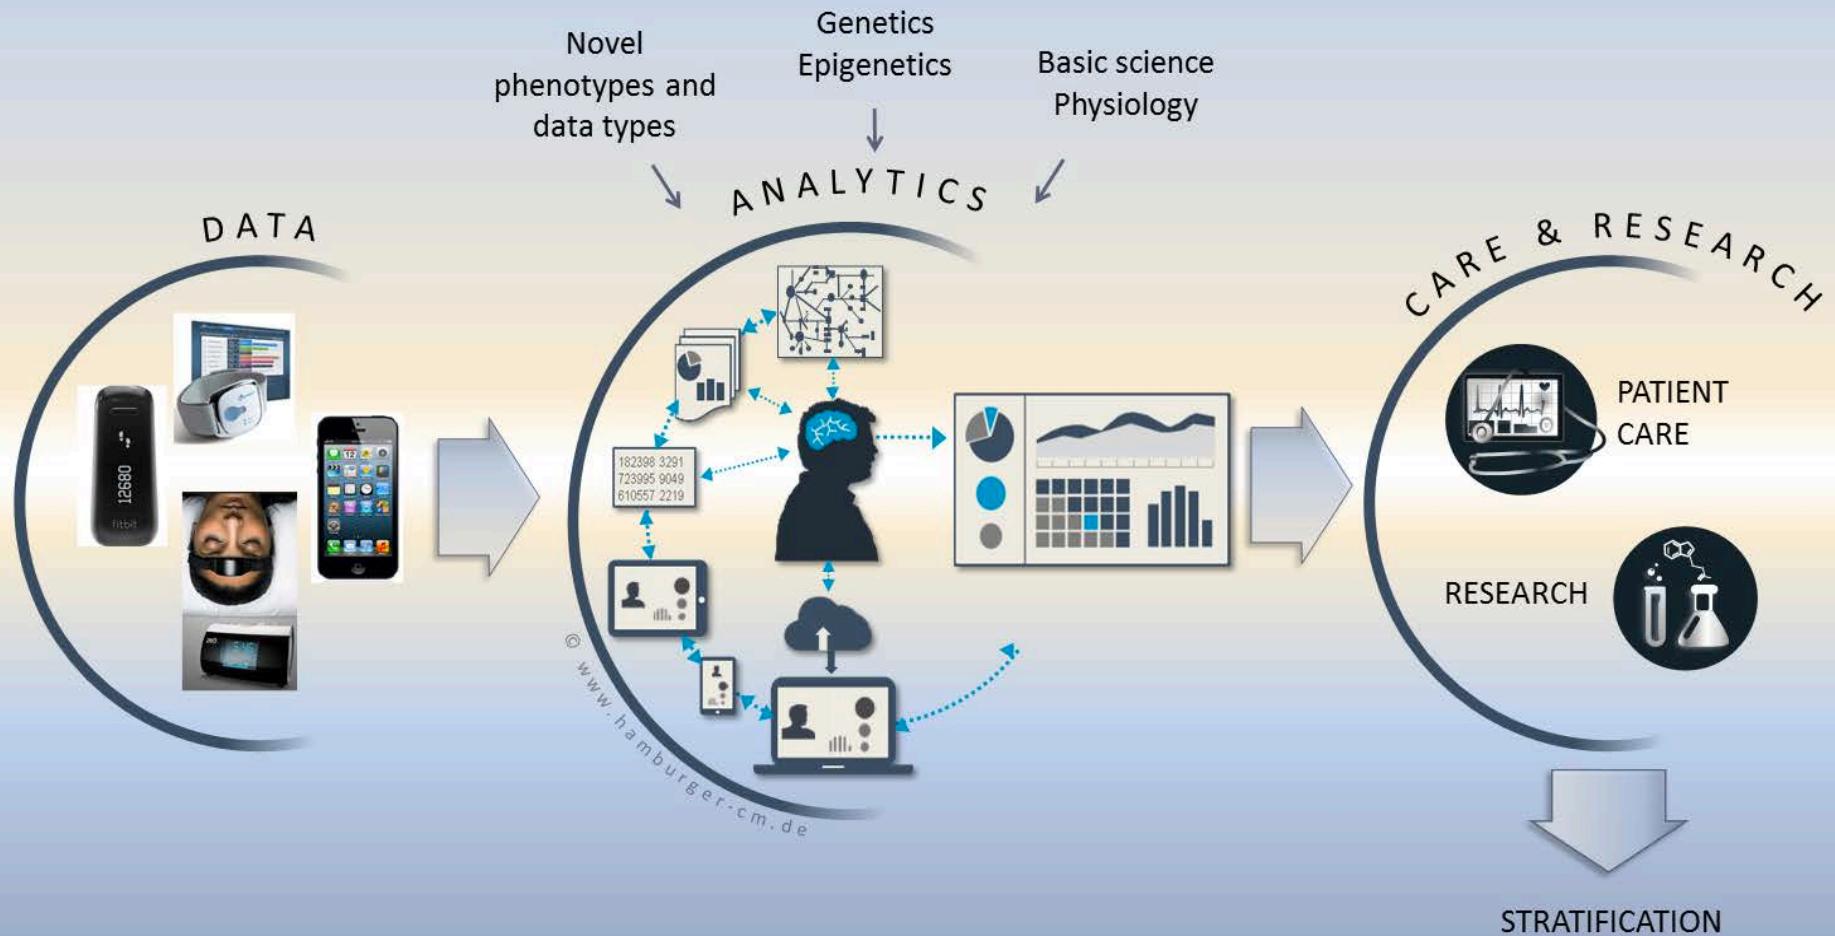 Novel
phenotypes and
data types
Genetics
Epigenetics
Basic science
Physiology
DATA
12680
fitbit
ANALYTICS
182398 3291
723995 9049
610557 2219
© www.hamburger-cm.de
CARE & RESEARCH
PATIENT
CARE
RESEARCH
STRATIFICATION